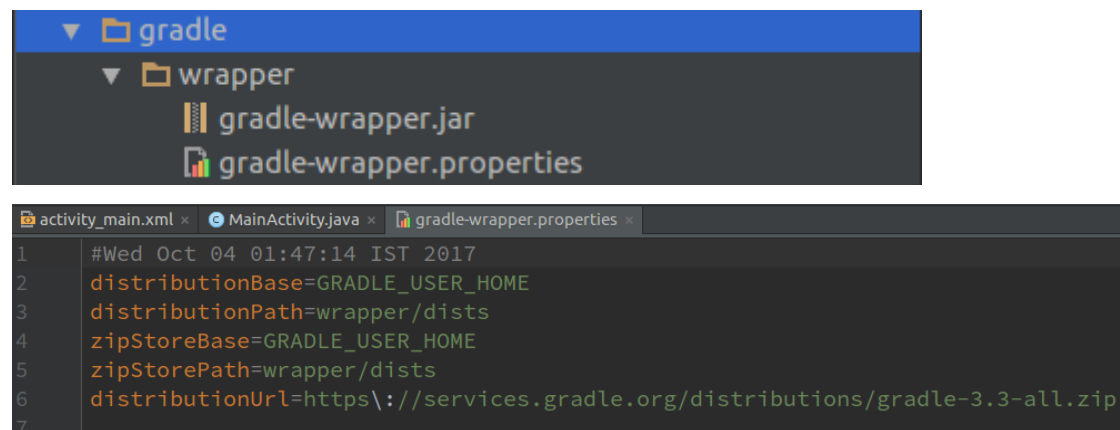 gradle
wrapper
gradle-wrapper.jar
gradle-wrapper.properties
activity_main.xml × MainActivity.java × gradle-wrapper.properties ×
1 #Wed Oct 04 01:47:14 IST 2017
2 distributionBase=GRADLE_USER_HOME
3 distributionPath=wrapper/dists
4 zipStoreBase=GRADLE_USER_HOME
5 zipStorePath=wrapper/dists
6 distributionUrl=https\://services.gradle.org/distributions/gradle-3.3-all.zip
7